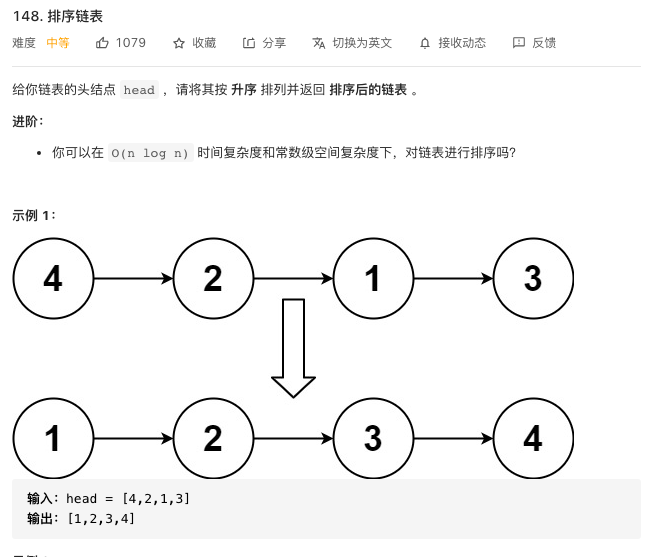 148. 排序链表
难度 中等 1079 收藏 分享 切换为英文 接收动态 反馈
给你链表的头结点 head ，请将其按 升序 排列并返回 排序后的链表 。
进阶：
• 你可以在 O(n log n) 时间复杂度和常数级空间复杂度下，对链表进行排序吗？
示例 1：
4 2 1 3
1 2 3 4
输入：head = [4,2,1,3]
输出：[1,2,3,4]